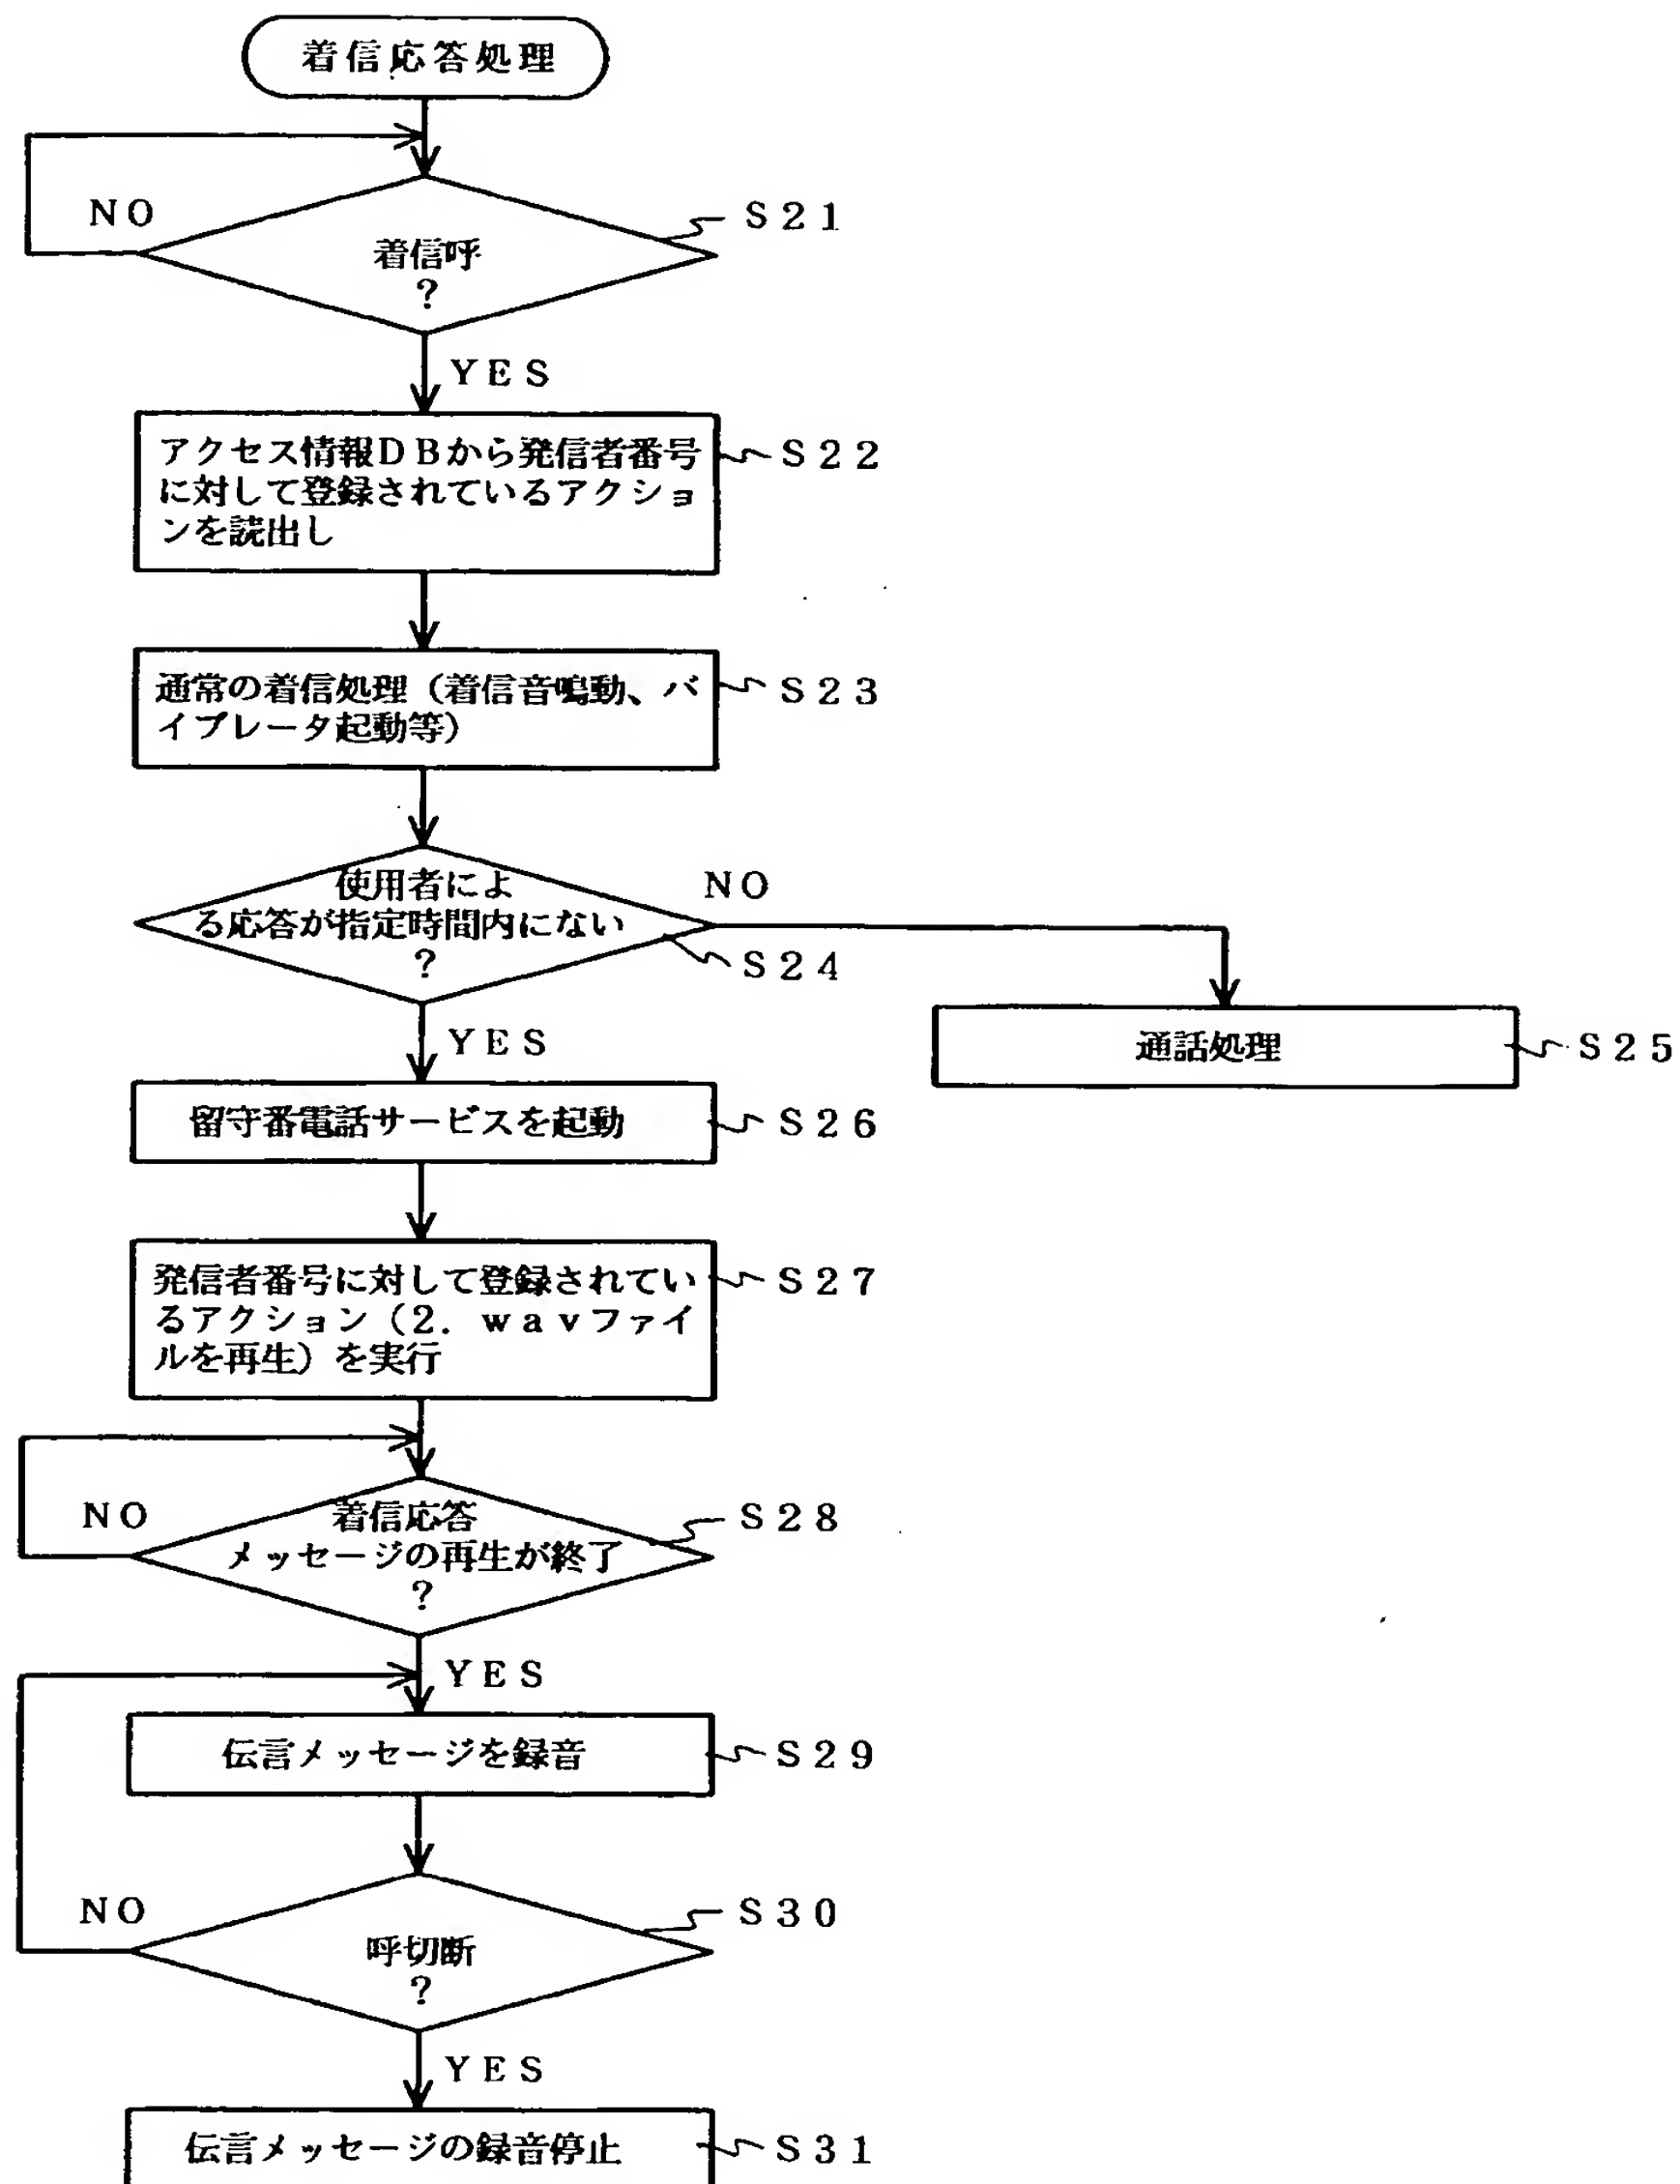 着信応答処理
NO
S21
着信呼
?
YES
アクセス情報DBから発信者番号
に対して登録されているアクショ
ンを読出し
S22
通常の着信処理（着信音鳴動、バ
イブレータ起動等）
S23
使用者によ
る応答が指定時間内にない
?
NO
S24
YES
通話処理
S25
留守番電話サービスを起動
S26
発信者番号に対して登録されてい
るアクション（2．wavファイ
ルを再生）を実行
S27
NO
着信応答
メッセージの再生が終了
?
S28
YES
伝言メッセージを録音
S29
NO
S30
呼切断
?
YES
伝言メッセージの録音停止
S31